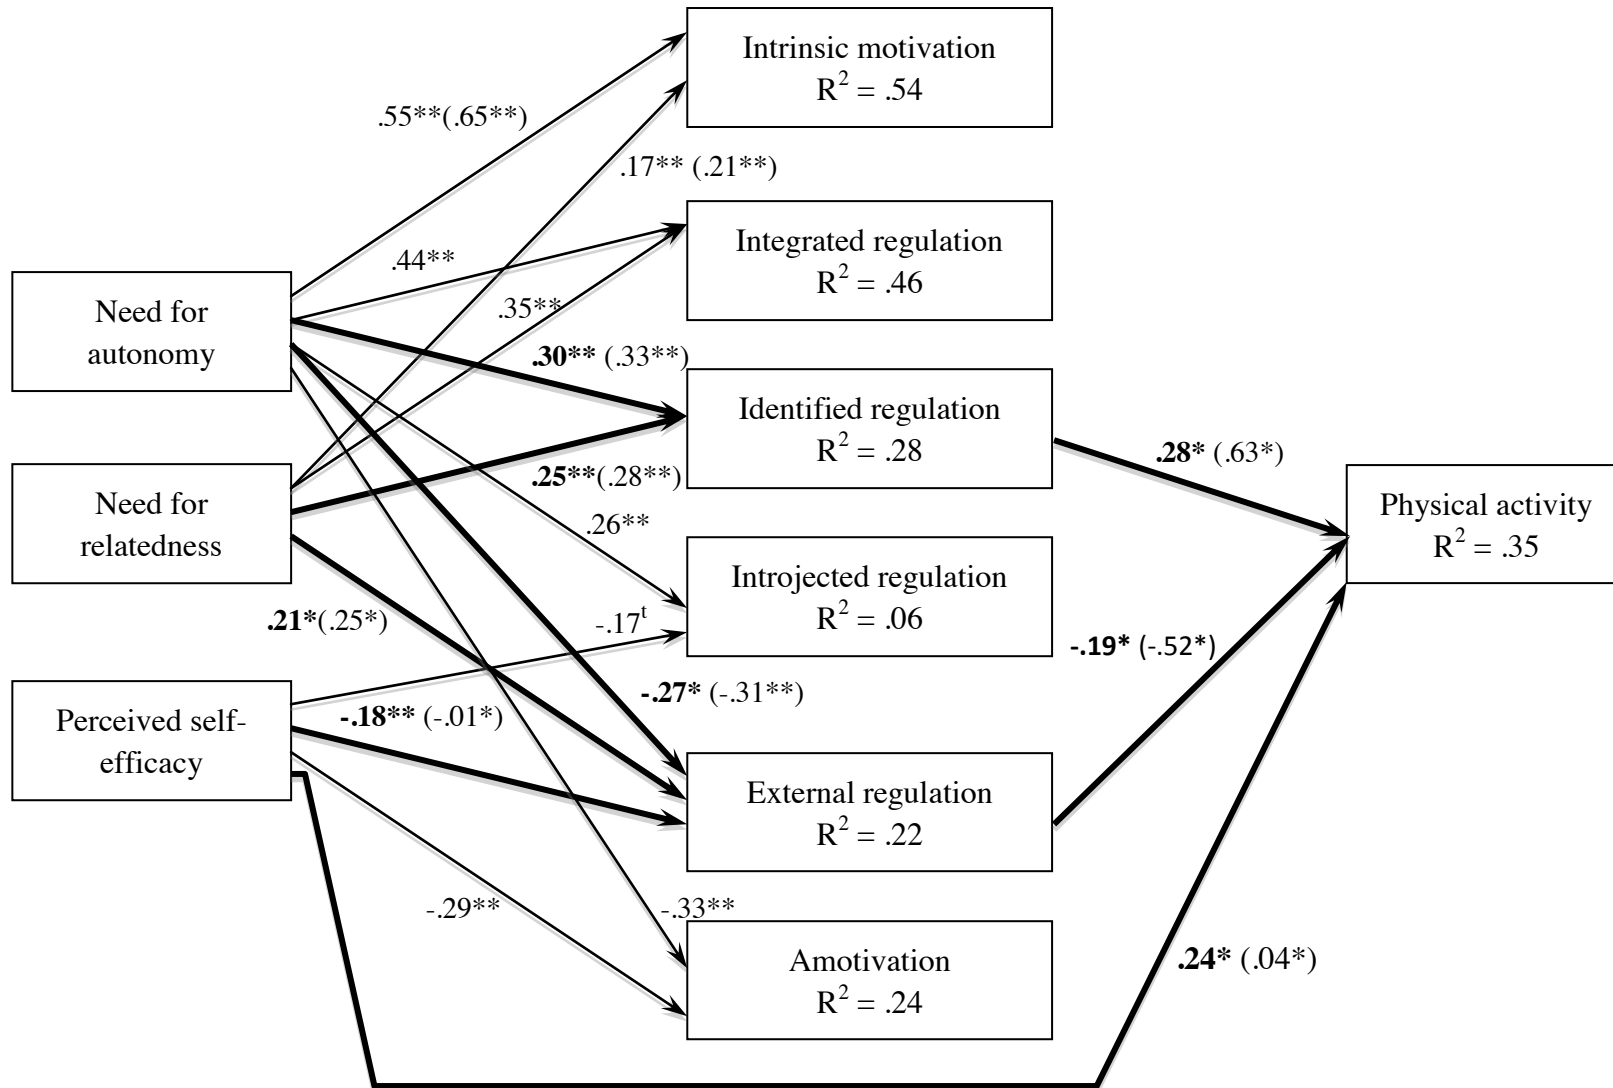 Intrinsic motivation
R² = .54
.55**(.65**)
.17** (.21**)
Integrated regulation
R² = .46
.44**
Need for
autonomy
.35**
.30** (.33**)
Identified regulation
R² = .28
.28* (.63*)
Need for
relatedness
.25**(.28**)
.26**
Physical activity
R² = .35
Introjected regulation
R² = .06
.21*(.25*)
-.17ᵗ
-.19* (-.52*)
-.27* (-.31**)
Perceived self-
efficacy
-.18** (-.01*)
External regulation
R² = .22
-.29**
-.33**
Amotivation
R² = .24
.24* (.04*)